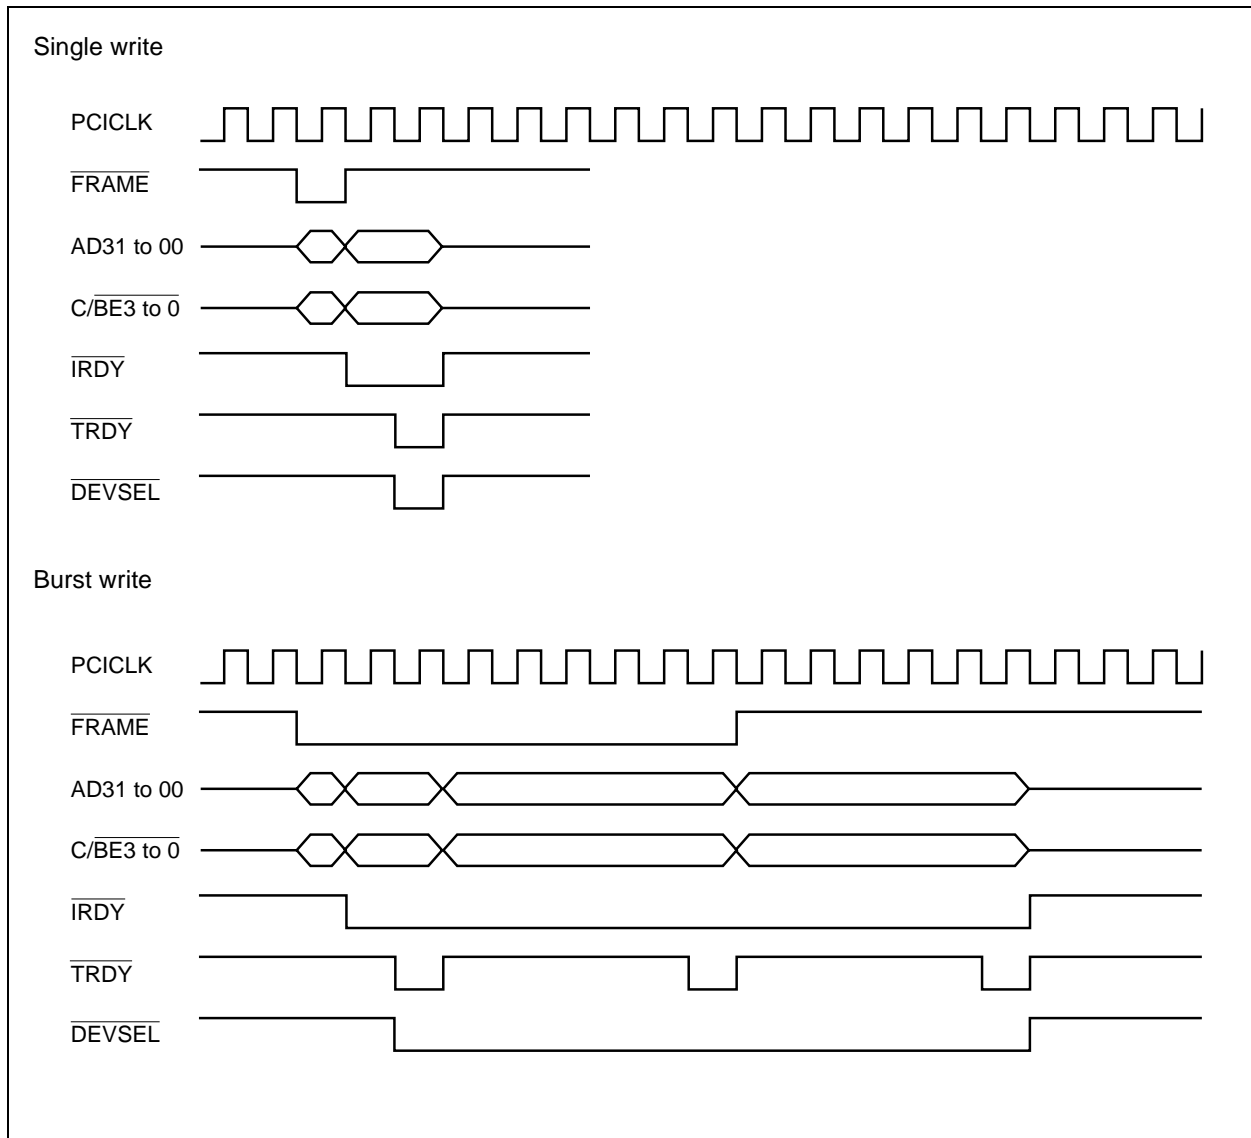 Single write
PCICLK
FRAME
AD31 to 00
C/BE3 to 0
IRDY
TRDY
DEVSEL
Burst write
PCICLK
FRAME
AD31 to 00
C/BE3 to 0
IRDY
TRDY
DEVSEL